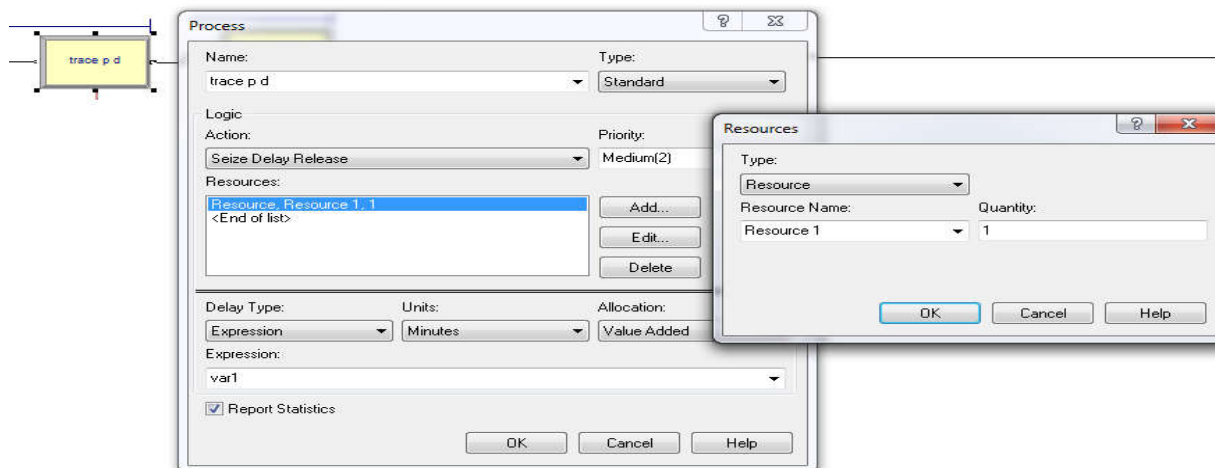 trace p d
Process
Name:
Type:
trace p d
Standard
Logic
Action:
Priority:
Seize Delay Release
Medium(2)
Resources:
Resource, Resource 1, 1
<End of list>
Add...
Edit...
Delete
Delay Type:
Units:
Allocation:
Expression
Minutes
Value Added
Expression:
var1
Report Statistics
OK
Cancel
Help
Resources
Type:
Resource
Resource Name:
Quantity:
Resource 1
1
OK
Cancel
Help